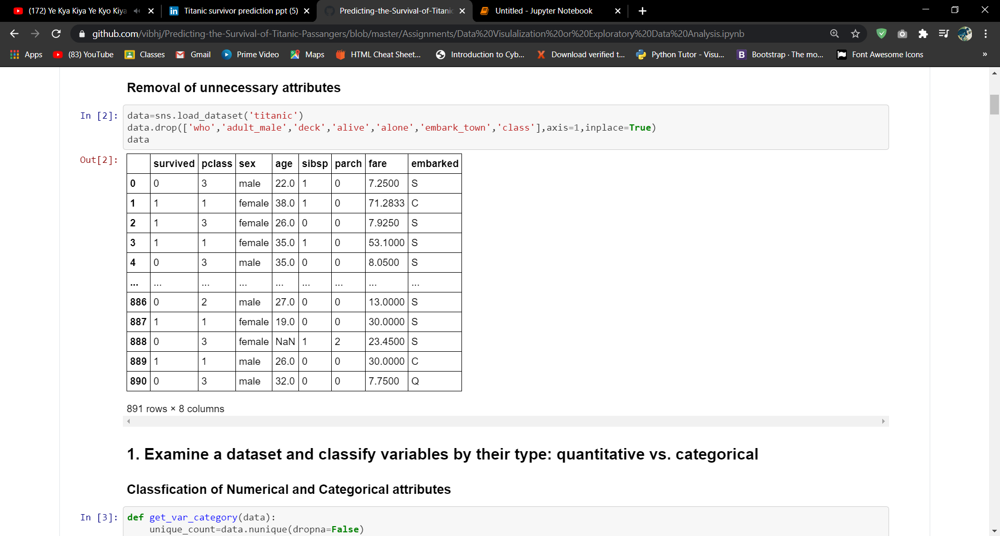 (172) Ye Kya Kiya Ye Kyo Kiya
Titanic survivor prediction ppt (5)
Predicting-the-Survival-of-Titanic
Untitled - Jupyter Notebook
github.com/vibhj/Predicting-the-Survival-of-Titanic-Passangers/blob/master/Assignments/Data%20Visulalization%20or%20Exploratory%20Data%20Analysis.ipynb
Apps (83) YouTube Classes Gmail Prime Video Maps HTML Cheat Sheet... Introduction to Cyb... Download verified t... Python Tutor - Visu... Bootstrap · The mo... Font Awesome Icons »
Removal of unnecessary attributes
In [2]: data=sns.load_dataset('titanic')
data.drop(['who','adult_male','deck','alive','alone','embark_town','class'],axis=1,inplace=True)
data
Out[2]:
survived pclass sex age sibsp parch fare embarked
0 0 3 male 22.0 1 0 7.2500 S
1 1 1 female 38.0 1 0 71.2833 C
2 1 3 female 26.0 0 0 7.9250 S
3 1 1 female 35.0 1 0 53.1000 S
4 0 3 male 35.0 0 0 8.0500 S
... ... ... ... ... ... ... ... ...
886 0 2 male 27.0 0 0 13.0000 S
887 1 1 female 19.0 0 0 30.0000 S
888 0 3 female NaN 1 2 23.4500 S
889 1 1 male 26.0 0 0 30.0000 C
890 0 3 male 32.0 0 0 7.7500 Q
891 rows × 8 columns
1. Examine a dataset and classify variables by their type: quantitative vs. categorical
Classfication of Numerical and Categorical attributes
In [3]: def get_var_category(data):
unique_count=data.nunique(dropna=False)